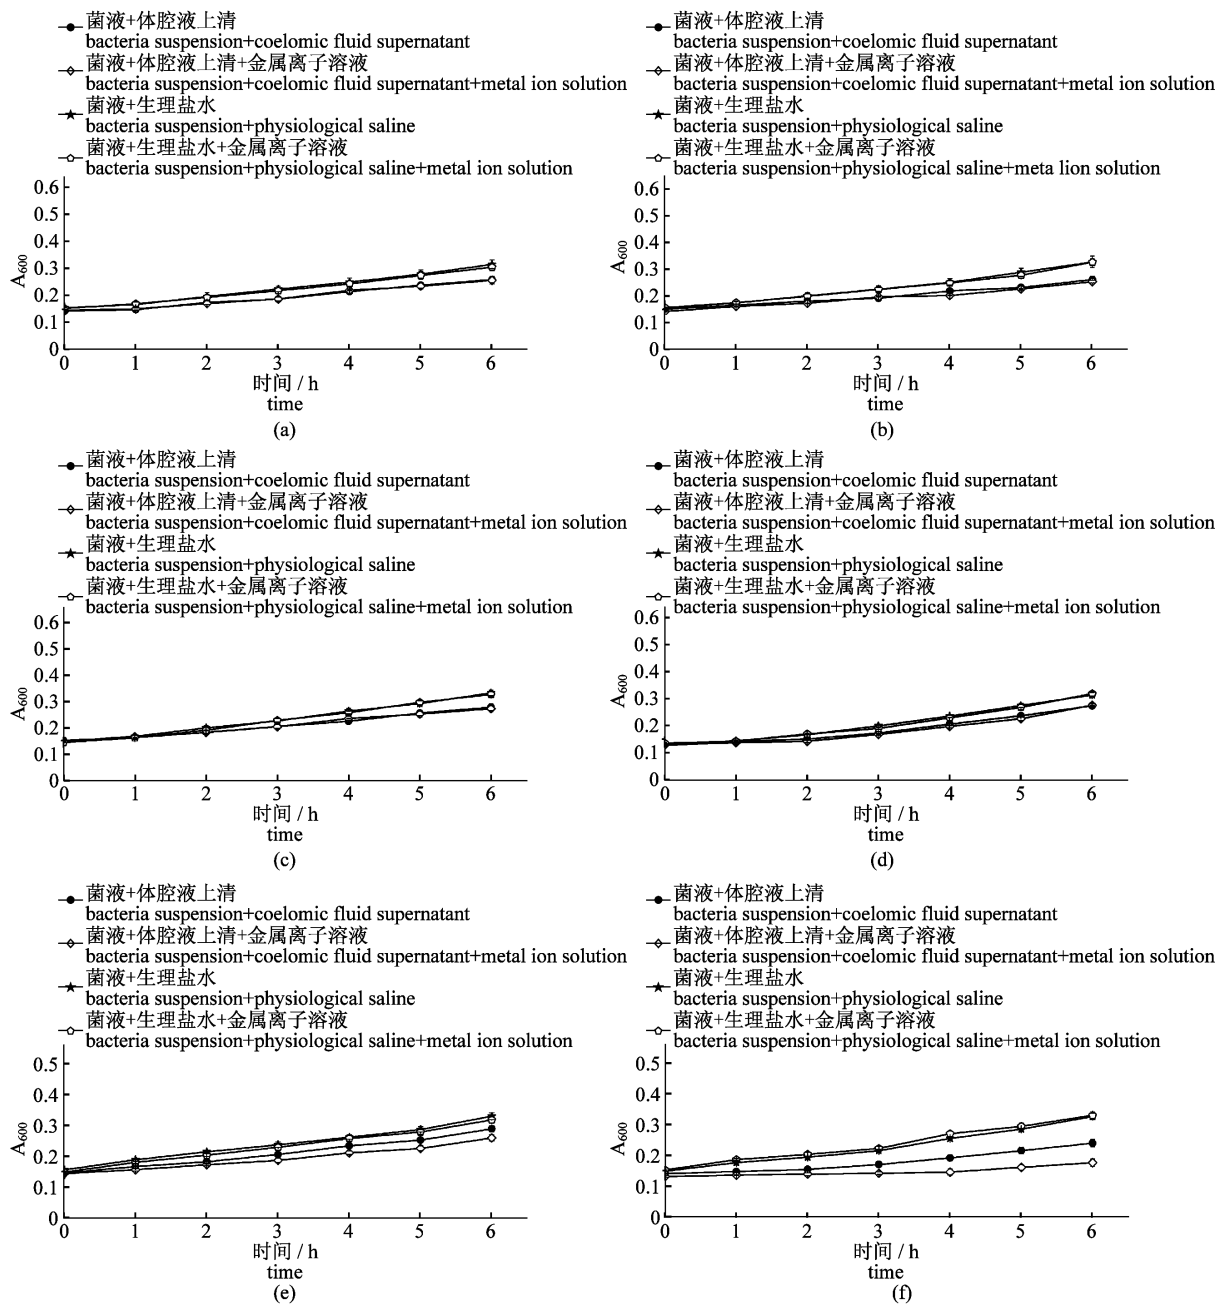 菌液+体腔液上清
bacteria suspension+coelomic fluid supernatant
菌液+体腔液上清+金属离子溶液
bacteria suspension+coelomic fluid supernatant+metal ion solution
菌液+生理盐水
bacteria suspension+physiological saline
菌液+生理盐水+金属离子溶液
bacteria suspension+physiological saline+metal ion solution
0.6
0.5
0.4
0.3
0.2
0.1
0
A600
0 1 2 3 4 5 6
时间 / h
time
(a)
菌液+体腔液上清
bacteria suspension+coelomic fluid supernatant
菌液+体腔液上清+金属离子溶液
bacteria suspension+coelomic fluid supernatant+metal ion solution
菌液+生理盐水
bacteria suspension+physiological saline
菌液+生理盐水+金属离子溶液
bacteria suspension+physiological saline+meta lion solution
0.6
0.5
0.4
0.3
0.2
0.1
0
A600
0 1 2 3 4 5 6
时间 / h
time
(b)
菌液+体腔液上清
bacteria suspension+coelomic fluid supernatant
菌液+体腔液上清+金属离子溶液
bacteria suspension+coelomic fluid supernatant+metal ion solution
菌液+生理盐水
bacteria suspension+physiological saline
菌液+生理盐水+金属离子溶液
bacteria suspension+physiological saline+metal ion solution
0.6
0.5
0.4
0.3
0.2
0.1
0
A600
0 1 2 3 4 5 6
时间 / h
time
(c)
菌液+体腔液上清
bacteria suspension+coelomic fluid supernatant
菌液+体腔液上清+金属离子溶液
bacteria suspension+coelomic fluid supernatant+metal ion solution
菌液+生理盐水
bacteria suspension+physiological saline
菌液+生理盐水+金属离子溶液
bacteria suspension+physiological saline+metal ion solution
0.6
0.5
0.4
0.3
0.2
0.1
0
A600
0 1 2 3 4 5 6
时间 / h
time
(d)
菌液+体腔液上清
bacteria suspension+coelomic fluid supernatant
菌液+体腔液上清+金属离子溶液
bacteria suspension+coelomic fluid supernatant+metal ion solution
菌液+生理盐水
bacteria suspension+physiological saline
菌液+生理盐水+金属离子溶液
bacteria suspension+physiological saline+metal ion solution
0.5
0.4
0.3
0.2
0.1
0
A600
0 1 2 3 4 5 6
时间 / h
time
(e)
菌液+体腔液上清
bacteria suspension+coelomic fluid supernatant
菌液+体腔液上清+金属离子溶液
bacteria suspension+coelomic fluid supernatant+metal ion solution
菌液+生理盐水
bacteria suspension+physiological saline
菌液+生理盐水+金属离子溶液
bacteria suspension+physiological saline+metal ion solution
0.5
0.4
0.3
0.2
0.1
0
A600
0 1 2 3 4 5 6
时间 / h
time
(f)